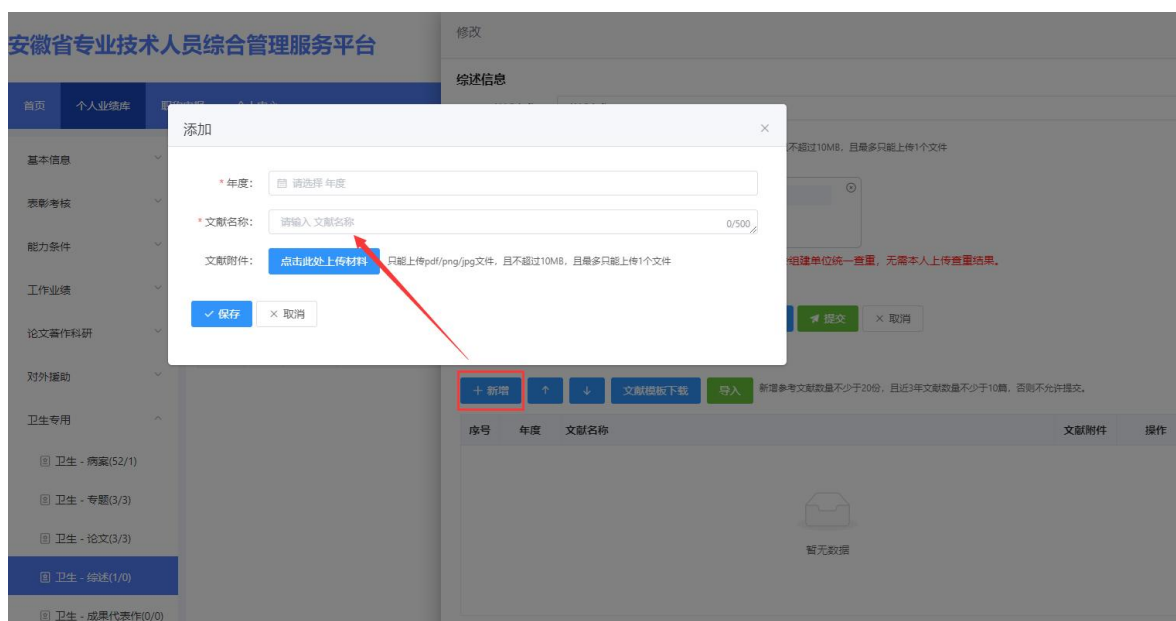 安徽省专业技术人员综合管理服务平台
修改
综述信息
首页 个人业绩库
添加
不超过10MB，且最多只能上传1个文件
基本信息
* 年度： 请选择 年度
表彰考核
* 文献名称： 请输入 文献名称 0/500
能力条件
文献附件： 点击此处上传材料 只能上传pdf/png/jpg文件，且不超过10MB，且最多只能上传1个文件
组建单位统一查重，无需本人上传查重结果。
工作业绩
保存 取消
提交 取消
论文著作科研
对外援助
新增 ↑ ↓ 文献模板下载 导入 新增参考文献数量不少于20份，且近3年文献数量不少于10篇，否则不允许提交。
卫生专用
序号 年度 文献名称 文献附件 操作
卫生 - 病案(52/1)
卫生 - 专题(3/3)
卫生 - 论文(3/3)
暂无数据
卫生 - 综述(1/0)
卫生 - 成果代表作(0/0)